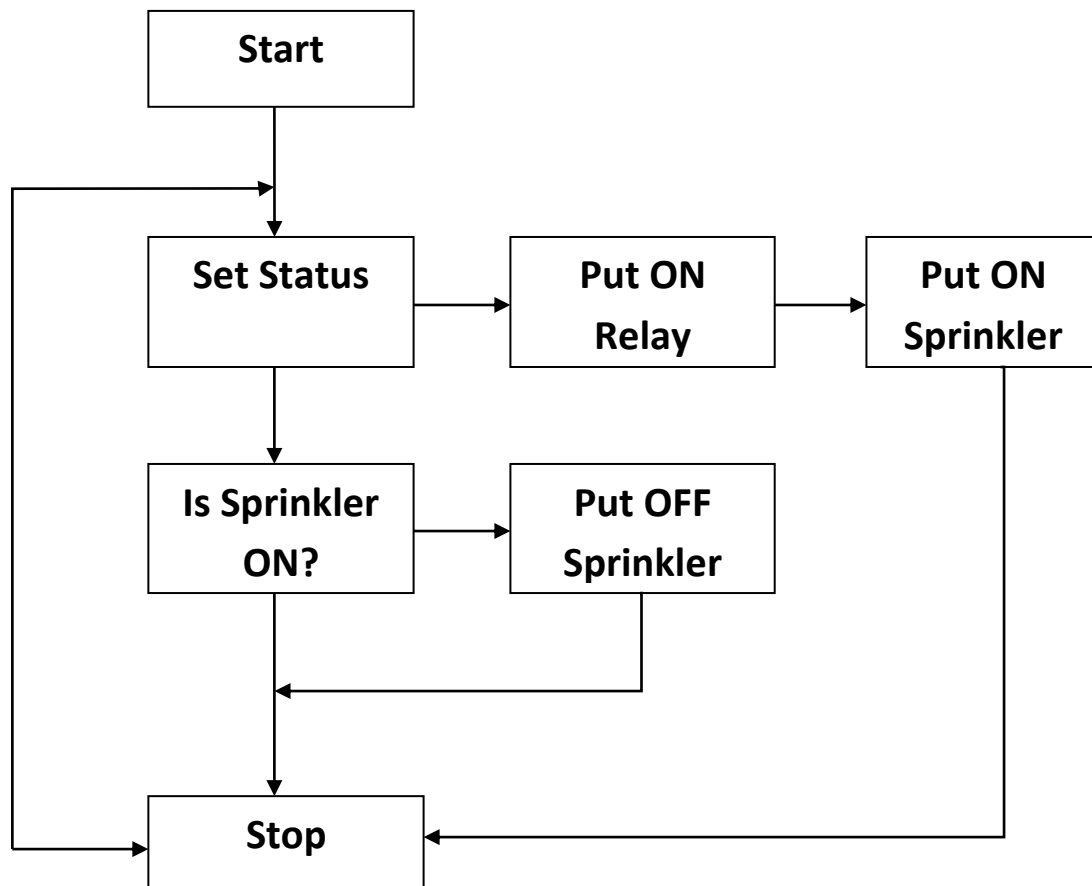 Start
Set Status
Put ON
Relay
Put ON
Sprinkler
Is Sprinkler
ON?
Put OFF
Sprinkler
Stop